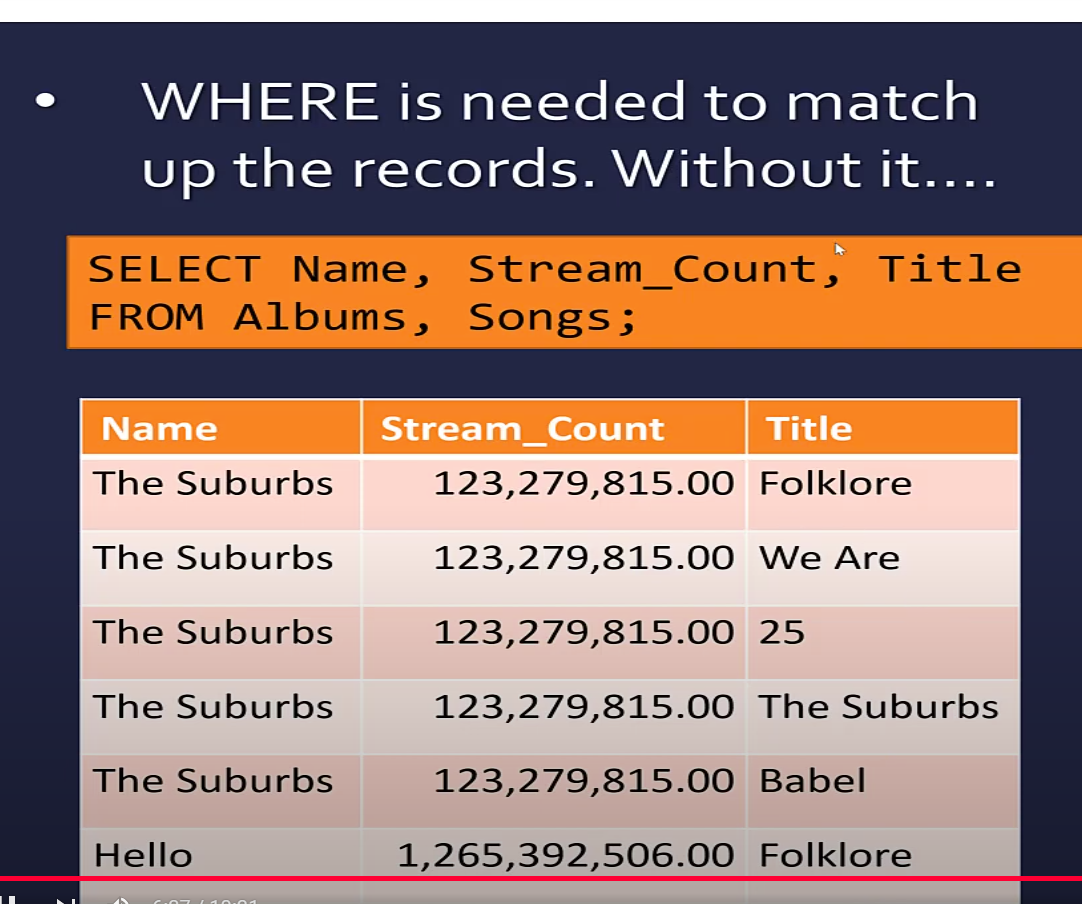 • WHERE is needed to match
up the records. Without it....
SELECT Name, Stream_Count, Title
FROM Albums, Songs;
Name Stream_Count Title
The Suburbs 123,279,815.00 Folklore
The Suburbs 123,279,815.00 We Are
The Suburbs 123,279,815.00 25
The Suburbs 123,279,815.00 The Suburbs
The Suburbs 123,279,815.00 Babel
Hello 1,265,392,506.00 Folklore